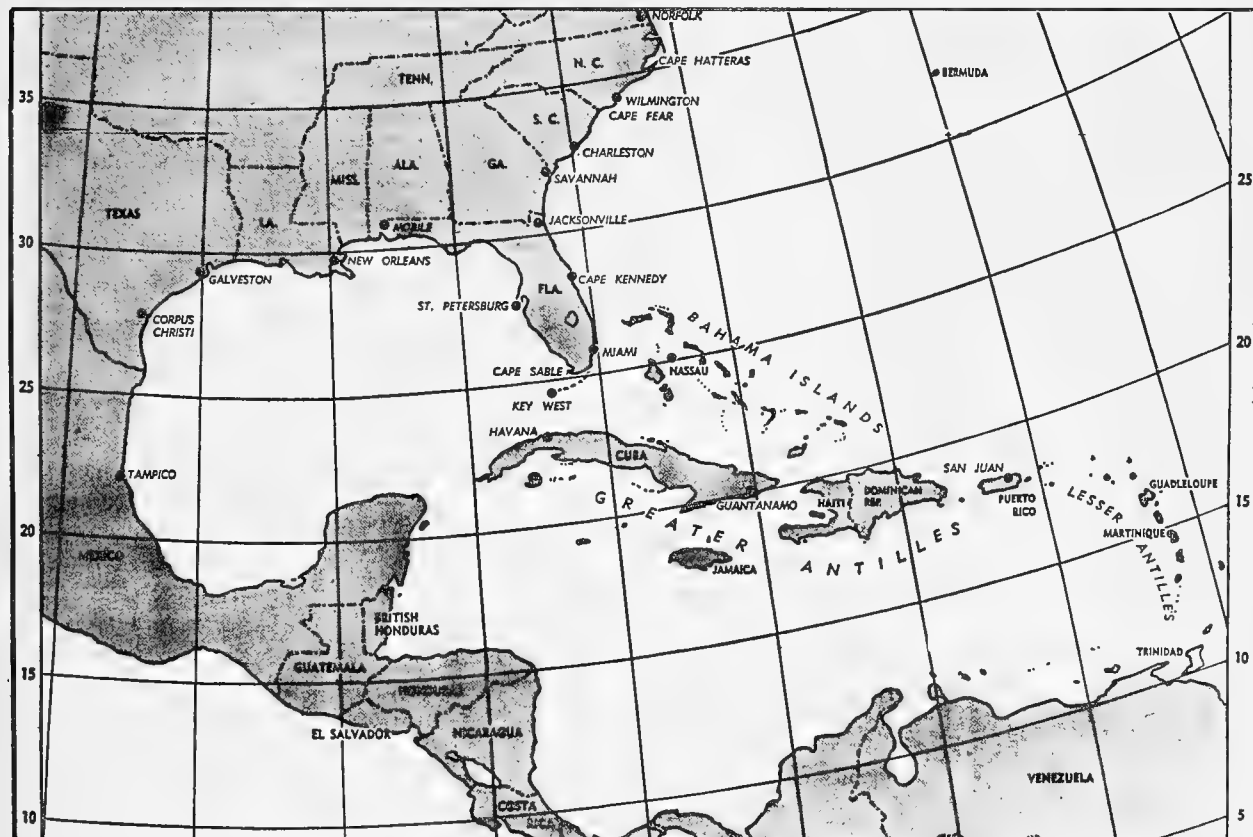 NORFOLK
CAPE HATTERAS
N. C.
TENN.
BERMUDA
35
WILMINGTON
CAPE FEAR
S. C.
CHARLESTON
ALA.
GA.
MISS.
SAVANNAH
25
TEXAS
LA.
MOBILE
JACKSONVILLE
30
NEW ORLEANS
GALVESTON
CAPE KENNEDY
FLA.
ST. PETERSBURG
CORPUS
CHRISTI
BAHAMA ISLANDS
MIAMI
20
CAPE SABLE
NASSAU
25
KEY WEST
HAVANA
CUBA
TAMPICO
SAN JUAN
GUADLELOUPE
GREATER
ANTILLES
GUANTANAMO
HAITI
DOMINICAN
REP.
PUERTO
RICO
LESSER
ANTILLES
15
20
MARTINIQUE
MEXICO
JAMAICA
BRITISH
HONDURAS
TRINIDAD
10
15
GUATEMALA
HONDURAS
EL SALVADOR
NICARAGUA
VENEZUELA
COSTA
RICA
10
5